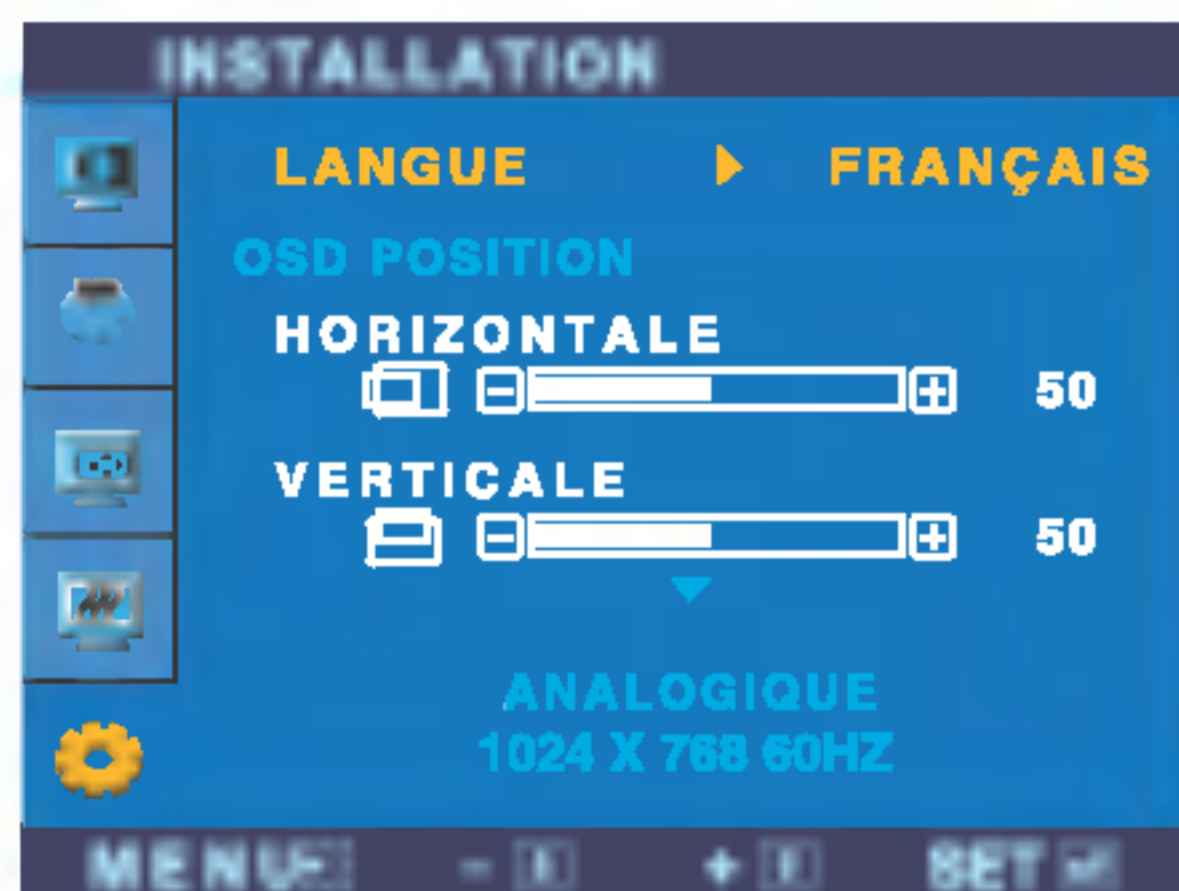 INSTALLATION
LANGUE FRANÇAIS
OSD POSITION
HORIZONTALE
50
VERTICALE
50
ANALOGIQUE
1024 X 768 60HZ
MENU - + SET